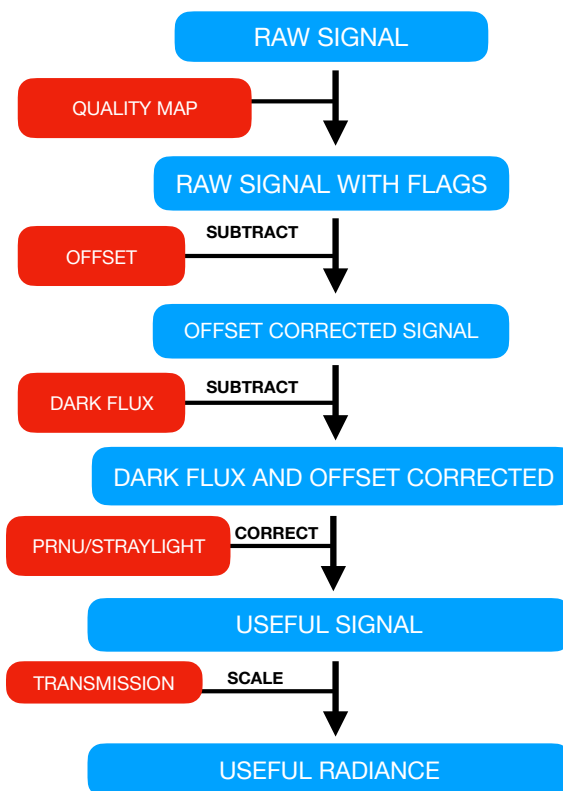 RAW SIGNAL
QUALITY MAP
RAW SIGNAL WITH FLAGS
SUBTRACT
OFFSET
OFFSET CORRECTED SIGNAL
SUBTRACT
DARK FLUX
DARK FLUX AND OFFSET CORRECTED
CORRECT
PRNU/STRAYLIGHT
USEFUL SIGNAL
SCALE
TRANSMISSION
USEFUL RADIANCE